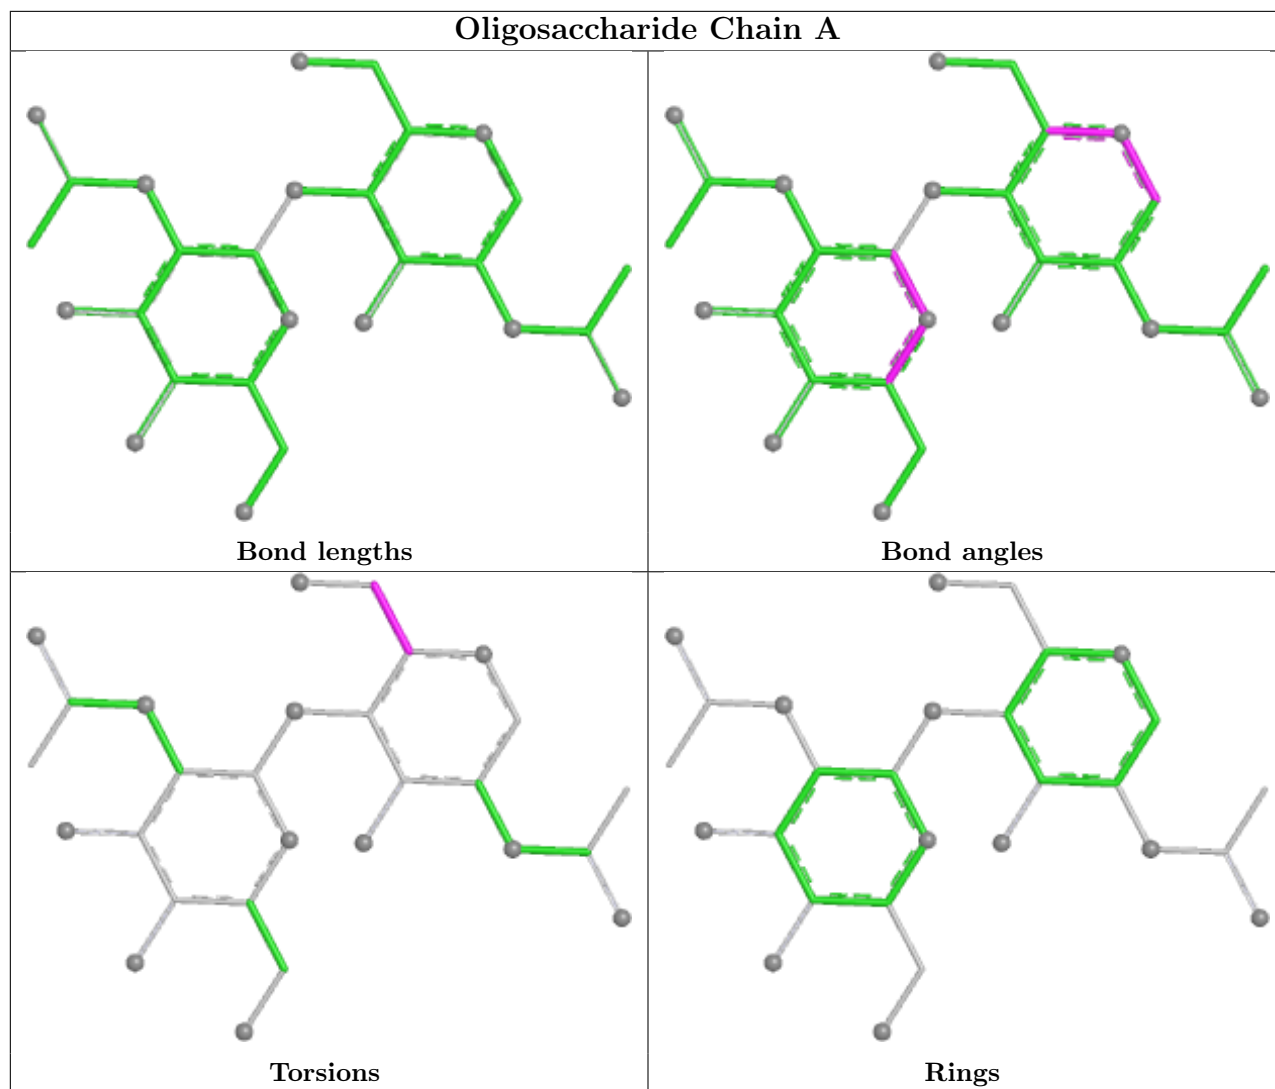 Oligosaccharide Chain A
Bond lengths
Bond angles
Torsions
Rings